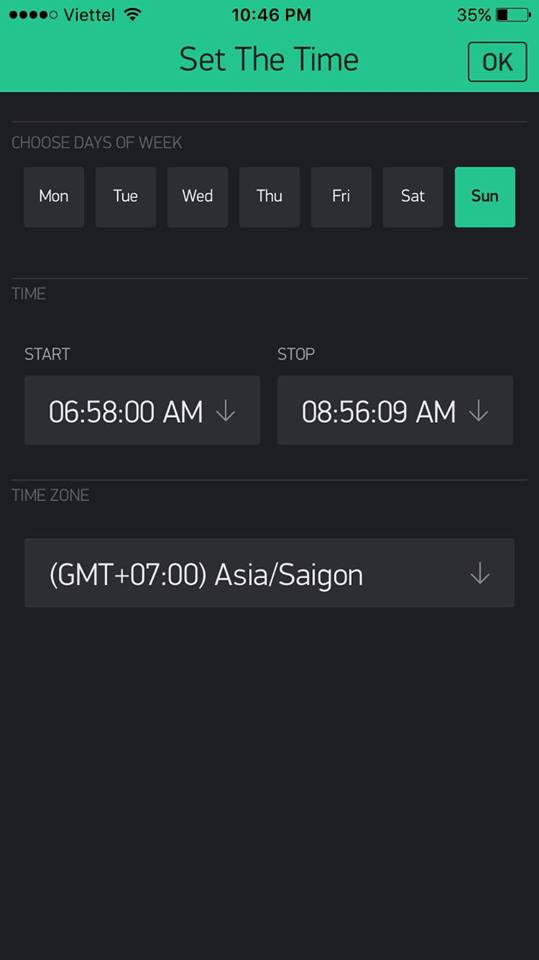 Viettel 10:46 PM 35%
Set The Time OK
CHOOSE DAYS OF WEEK
Mon Tue Wed Thu Fri Sat Sun
TIME
START STOP
06:58:00 AM 08:56:09 AM
TIME ZONE
(GMT+07:00) Asia/Saigon